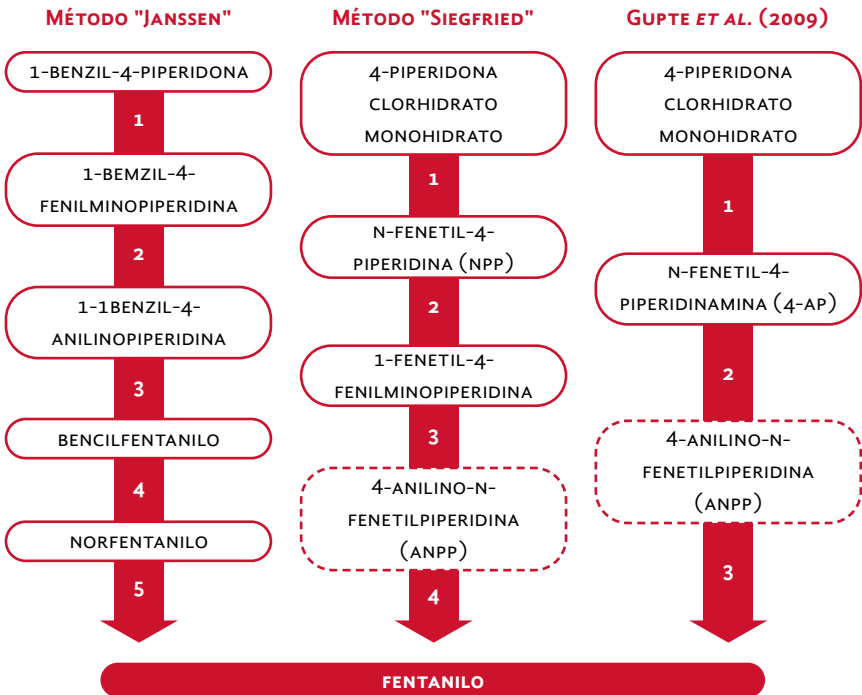 MÉTODO "JANSSEN"
1-BENZIL-4-PIPERIDONA
1
1-BEMZIL-4-
FENILMINOPIPERIDINA
2
1-1BENZIL-4-
ANILINOPIPERIDINA
3
BENCILFENTANILO
4
NORFENTANILO
5
MÉTODO "SIEGFRIED"
4-PIPERIDONA
CLORHIDRATO
MONOHIDRATO
1
N-FENETIL-4-
PIPERIDINA (NPP)
2
1-FENETIL-4-
FENILMINOPIPERIDINA
3
4-ANILINO-N-
FENETILPIPERIDINA
(ANPP)
4
GUPTE ET AL. (2009)
4-PIPERIDONA
CLORHIDRATO
MONOHIDRATO
1
N-FENETIL-4-
PIPERIDINAMINA (4-AP)
2
4-ANILINO-N-
FENETILPIPERIDINA
(ANPP)
3
FENTANILO